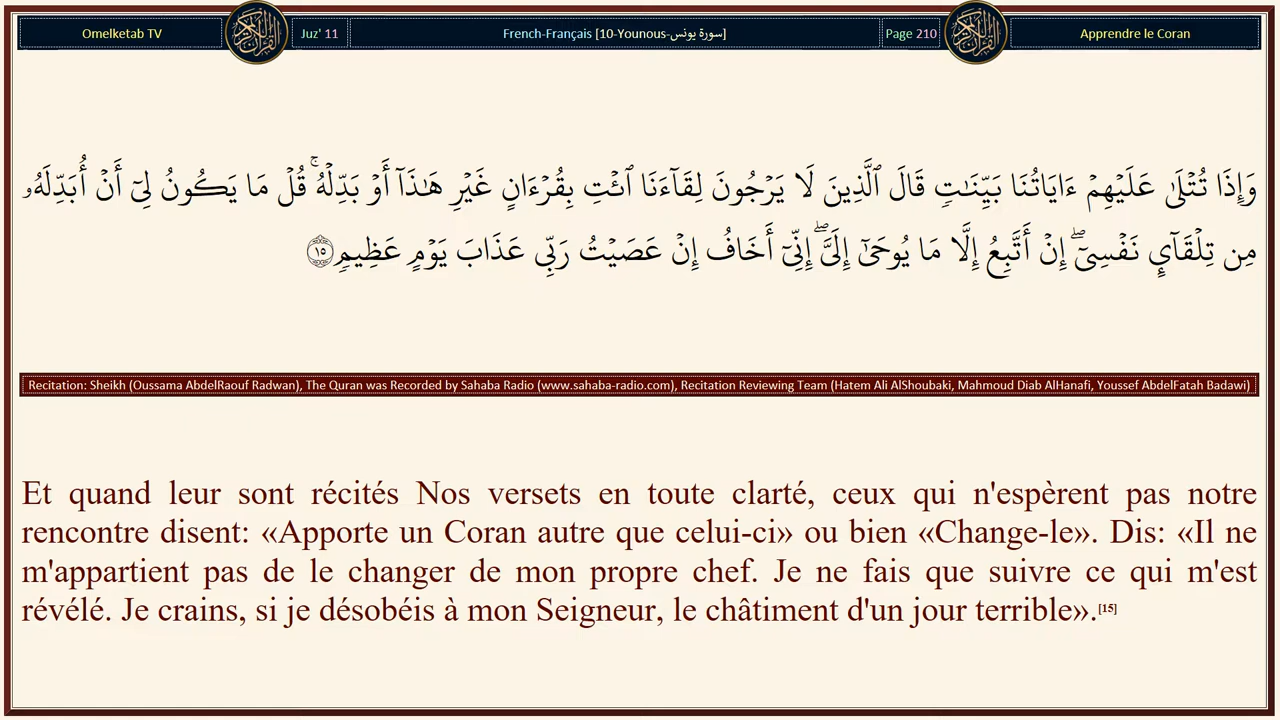 Omelketab TV
Juz' 11
French-Français [10-Younous-سورة يونس]
Page 210
Apprendre le Coran
وَإِذَا تُتۡلَىٰ عَلَيۡهِمۡ ءَايَاتُنَا بَيِّنَٰتٖ قَالَ ٱلَّذِينَ لَا يَرۡجُونَ لِقَآءَنَا ٱئۡتِ بِقُرۡءَانٍ غَيۡرِ هَٰذَآ أَوۡ بَدِّلۡهُۚ قُلۡ مَا يَكُونُ لِيٓ أَنۡ أُبَدِّلَهُۥ
مِن تِلۡقَآيِٕ نَفۡسِيٓۖ إِنۡ أَتَّبِعُ إِلَّا مَا يُوحَىٰٓ إِلَيَّۖ إِنِّيٓ أَخَافُ إِنۡ عَصَيۡتُ رَبِّي عَذَابَ يَوۡمٍ عَظِيمٖ ١٥
Recitation: Sheikh (Oussama AbdelRaouf Radwan), The Quran was Recorded by Sahaba Radio (www.sahaba-radio.com), Recitation Reviewing Team (Hatem Ali AlShoubaki, Mahmoud Diab AlHanafi, Youssef AbdelFatah Badawi)
Et quand leur sont récités Nos versets en toute clarté, ceux qui n'espèrent pas notre
rencontre disent: «Apporte un Coran autre que celui-ci» ou bien «Change-le». Dis: «Il ne
m'appartient pas de le changer de mon propre chef. Je ne fais que suivre ce qui m'est
révélé. Je crains, si je désobéis à mon Seigneur, le châtiment d'un jour terrible».[15]